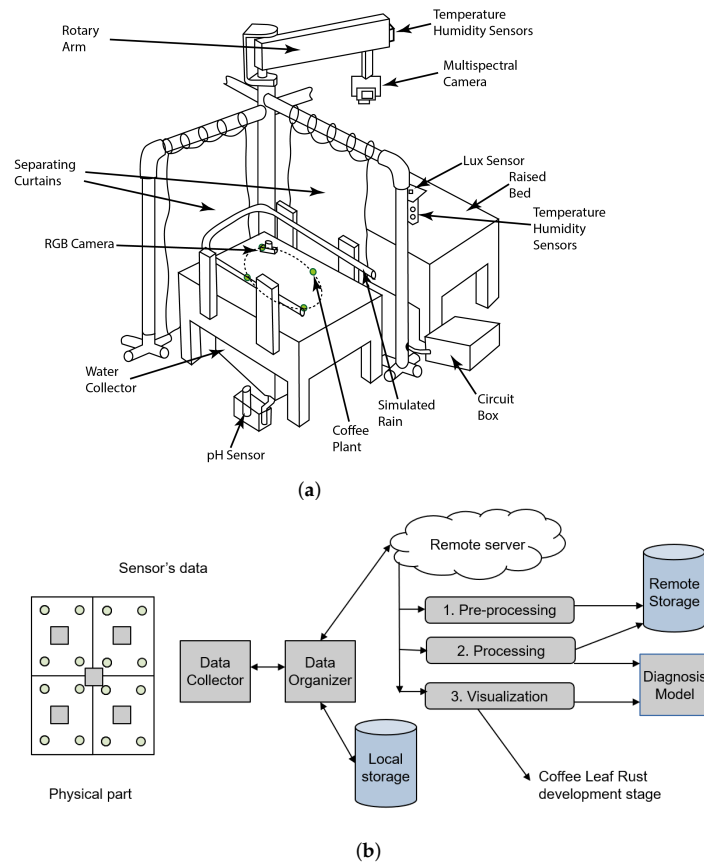 Rotary
Arm
Temperature
Humidity Sensors
Multispectral
Camera
Separating
Curtains
Lux Sensor
Raised
Bed
Temperature
Humidity
Sensors
RGB Camera
Water
Collector
pH Sensor
Coffee
Plant
Simulated
Rain
Circuit
Box
(a)
Sensor's data
Remote server
Remote
Storage
1. Pre-processing
2. Processing
3. Visualization
Data
Collector
Data
Organizer
Diagnosis
Model
Local
storage
Physical part
Coffee Leaf Rust
development stage
(b)